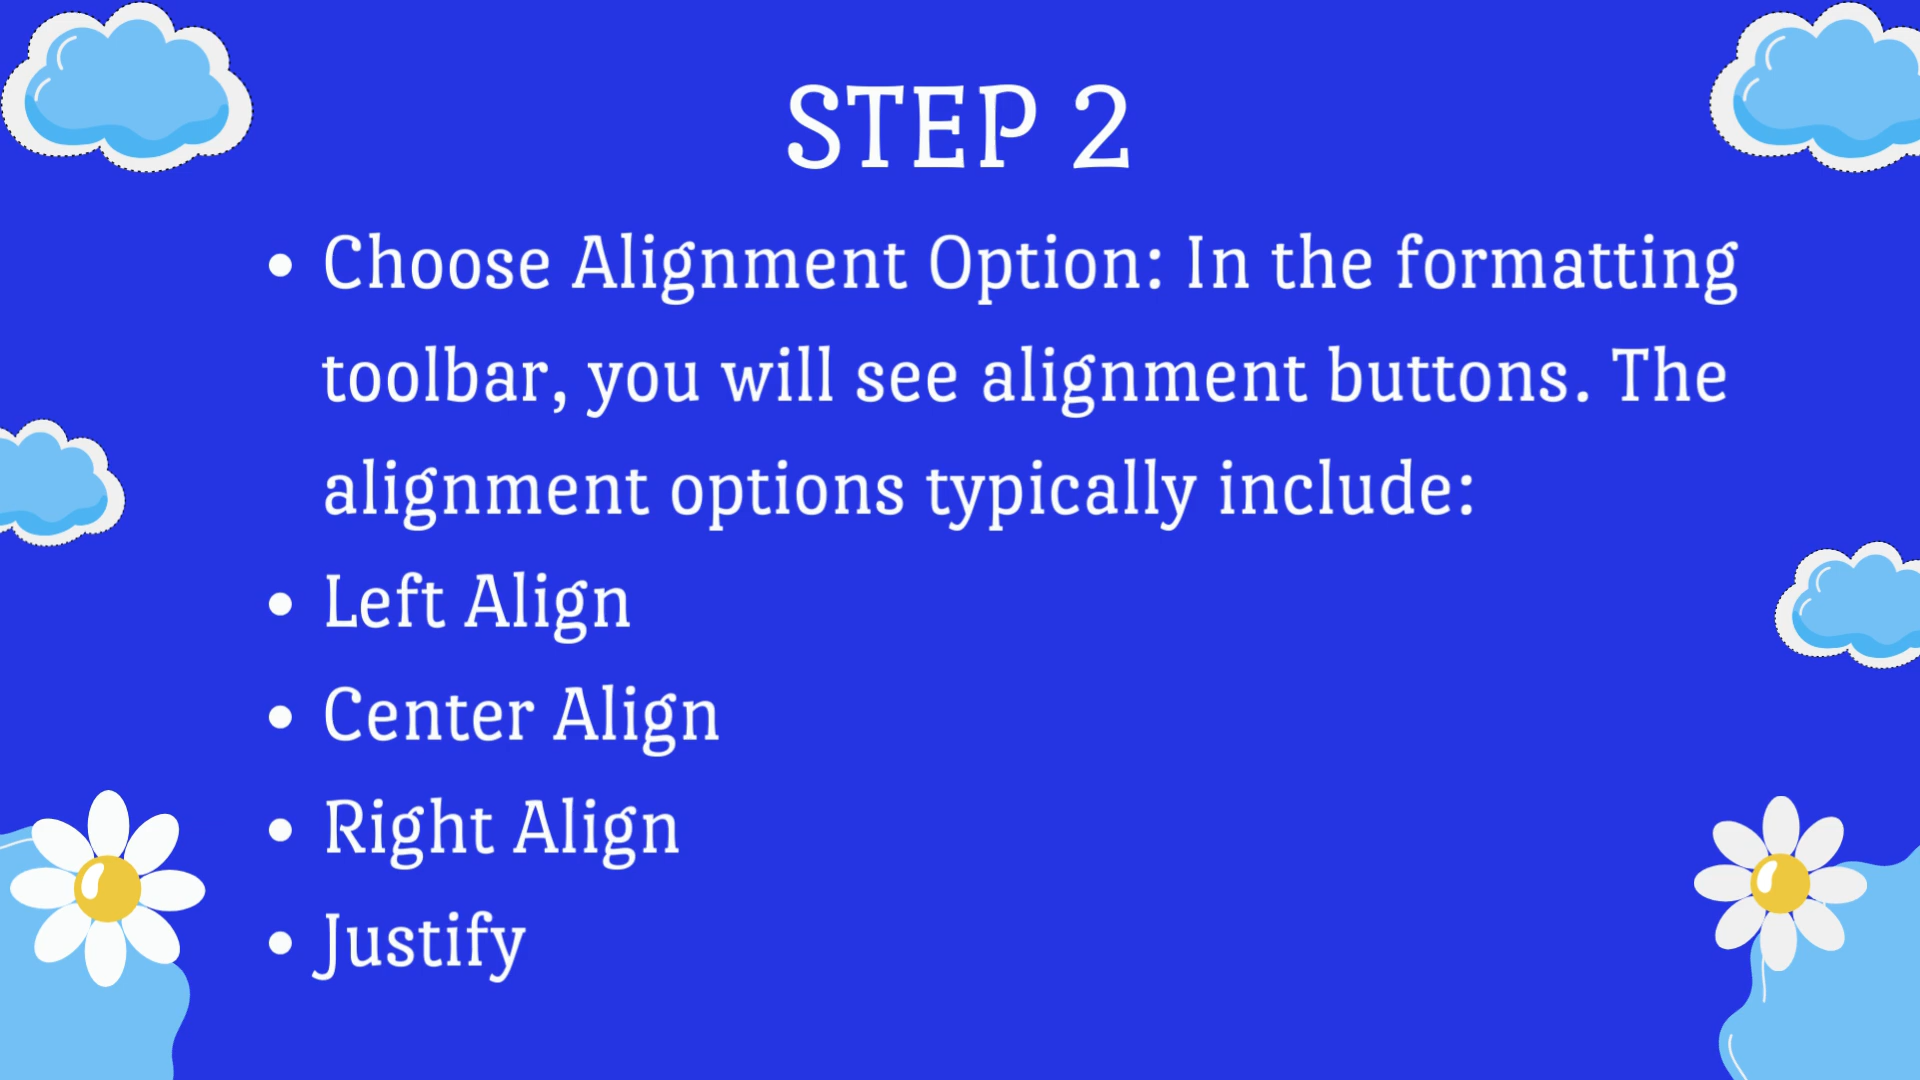 STEP 2
• Choose Alignment Option: In the formatting
toolbar, you will see alignment buttons. The
alignment options typically include:
• Left Align
• Center Align
• Right Align
• Justify